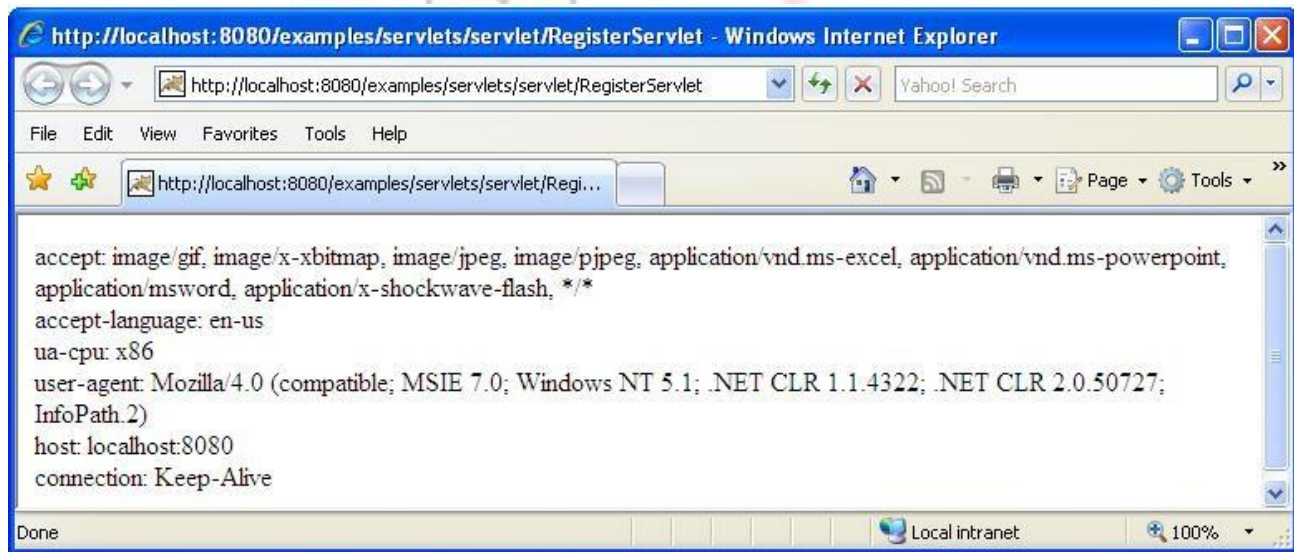 http://localhost:8080/examples/servlets/servlet/RegisterServlet - Windows Internet Explorer
http://localhost:8080/examples/servlets/servlet/RegisterServlet
Yahoo! Search
File Edit View Favorites Tools Help
http://localhost:8080/examples/servlets/servlet/Regi...
Page Tools
accept: image/gif, image/x-xbitmap, image/jpeg, image/pjpeg, application/vnd.ms-excel, application/vnd.ms-powerpoint,
application/msword, application/x-shockwave-flash, */*
accept-language: en-us
ua-cpu: x86
user-agent: Mozilla/4.0 (compatible; MSIE 7.0; Windows NT 5.1; .NET CLR 1.1.4322; .NET CLR 2.0.50727;
InfoPath.2)
host: localhost:8080
connection: Keep-Alive
Done
Local intranet
100%